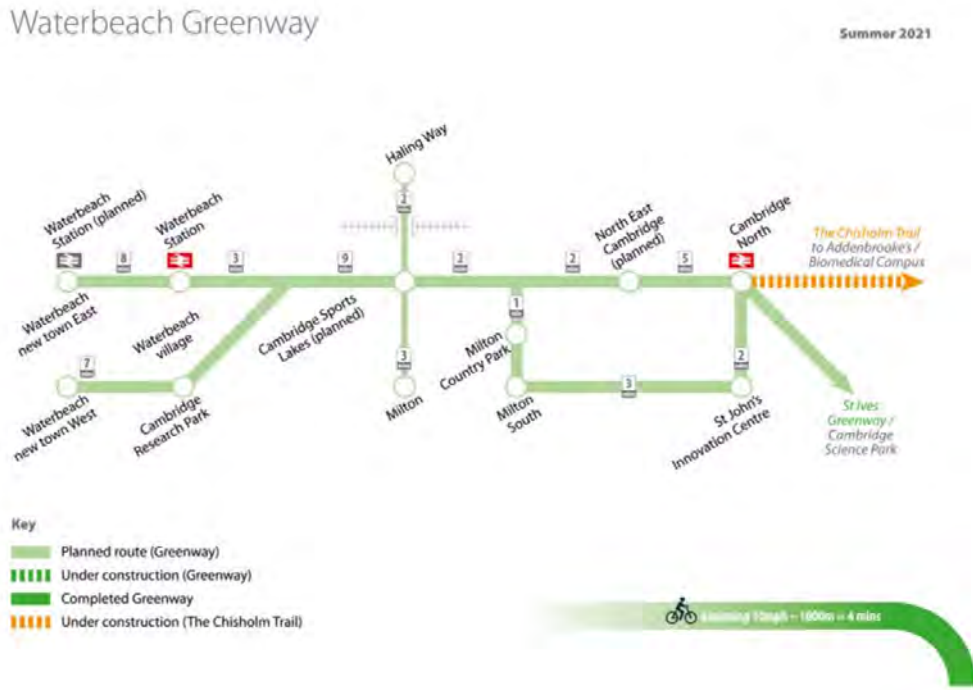 Waterbeach Greenway
Summer 2021
Haling Way
2
Waterbeach
Station (planned)
Waterbeach
Station
North East
Cambridge
(planned)
Cambridge
North
The Chisholm Trail
to Addenbrooke's /
Biomedical Campus
8
3
9
2
2
5
Waterbeach
new town East
Waterbeach
village
Cambridge Sports
Lakes (planned)
1
Milton
Country Park
7
3
3
2
Waterbeach
new town West
Cambridge
Research Park
Milton
Milton
South
St John's
Innovation Centre
St Ives
Greenway /
Cambridge
Science Park
Key
Planned route (Greenway)
Under construction (Greenway)
Completed Greenway
Under construction (The Chisholm Trail)
= 4 mins